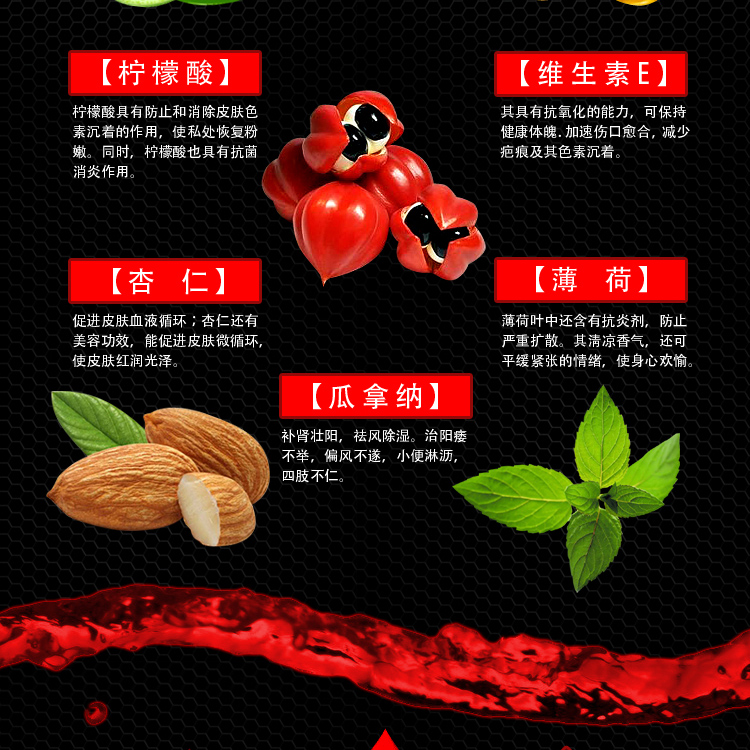 【柠檬酸】
柠檬酸具有防止和消除皮肤色
素沉着的作用，使私处恢复粉
嫩。同时，柠檬酸也具有抗菌
消炎作用。
【维生素E】
其具有抗氧化的能力，可保持
健康体魄.加速伤口愈合，减少
疤痕及其色素沉着。
【杏 仁】
促进皮肤血液循环；杏仁还有
美容功效，能促进皮肤微循环，
使皮肤红润光泽。
【薄 荷】
薄荷叶中还含有抗炎剂，防止
严重扩散。其清凉香气，还可
平缓紧张的情绪，使身心欢愉。
【瓜拿纳】
补肾壮阳，祛风除湿。治阳痿
不举，偏风不遂，小便淋沥，
四肢不仁。